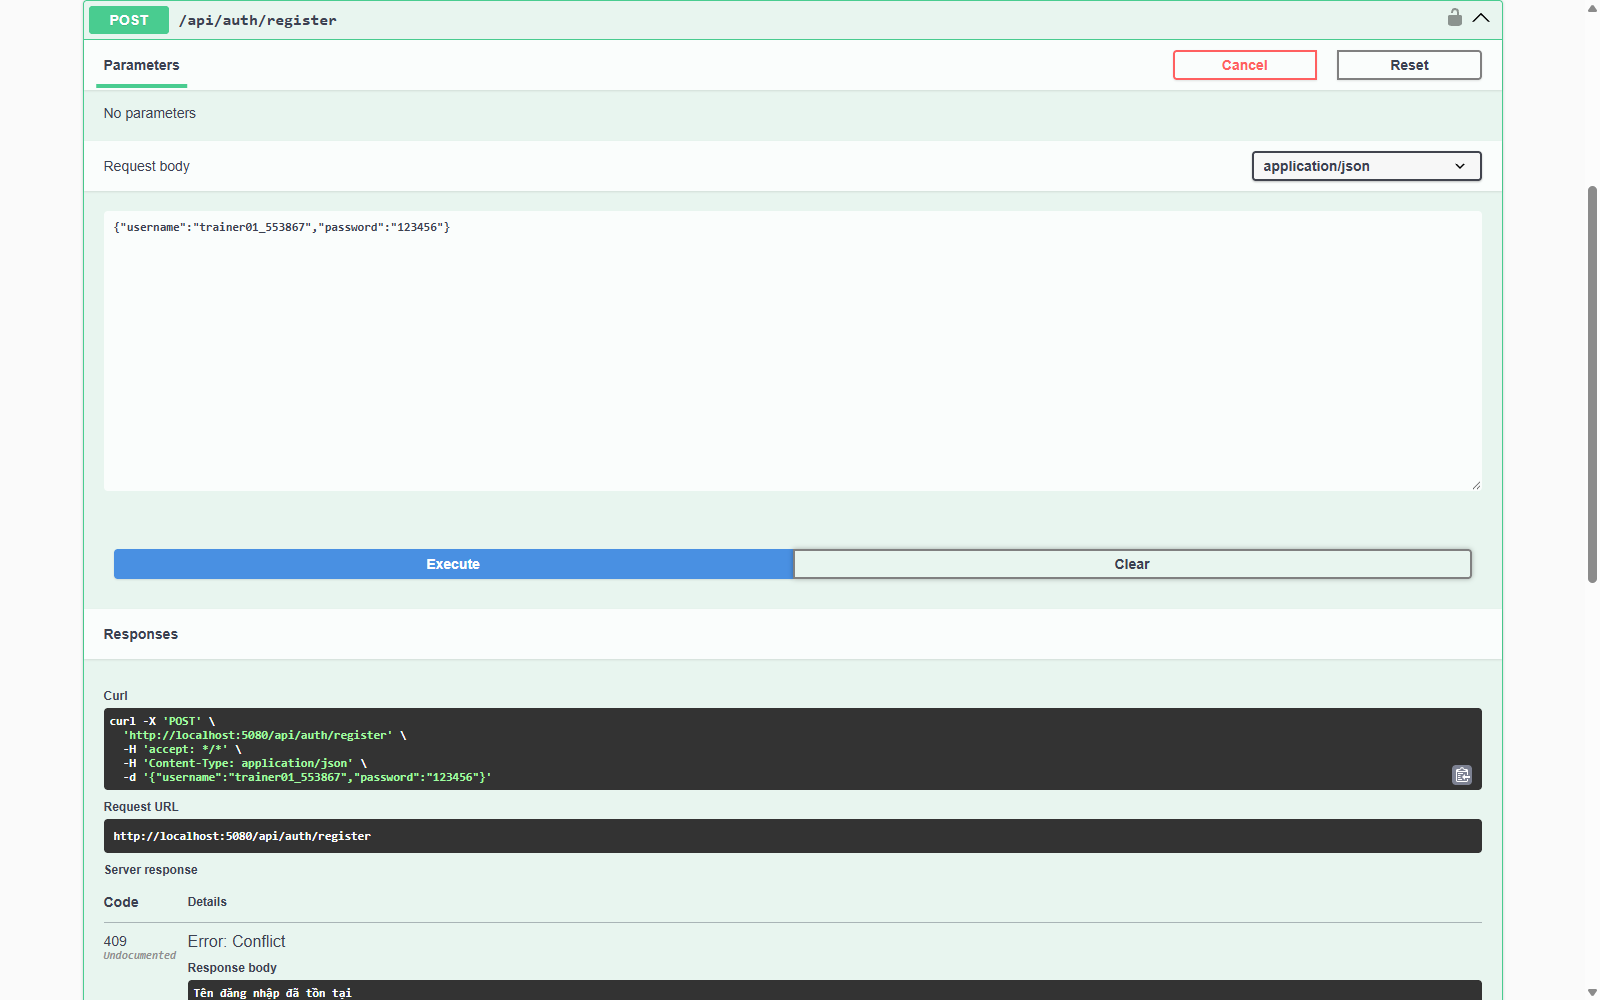 POST /api/auth/register
Parameters
Cancel
Reset
No parameters
Request body
application/json
{"username":"trainer01_553867","password":"123456"}
Execute
Clear
Responses
Curl
curl -X 'POST' \
'http://localhost:5080/api/auth/register' \
-H 'accept: */*' \
-H 'Content-Type: application/json' \
-d '{"username":"trainer01_553867","password":"123456"}'
Request URL
http://localhost:5080/api/auth/register
Server response
Code Details
409 Error: Conflict
Undocumented
Response body
Tên đăng nhập đã tồn tại